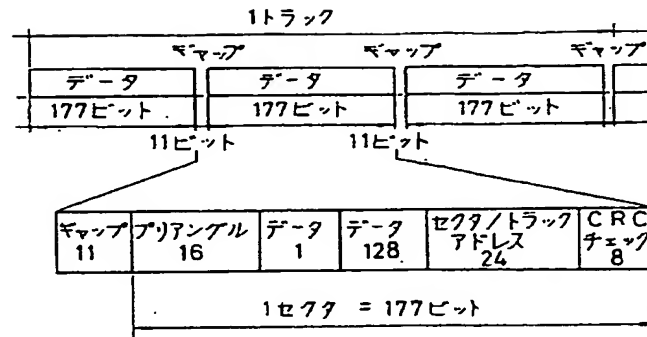 1トラック
ギャップ ギャップ ギャップ
データ データ データ
177ビット 177ビット 177ビット
11ビット 11ビット
ギャップ 11
プリアングル 16
データ 1
データ 128
セクタ/トラック アドレス 24
CRC チェック 8
1セクタ = 177ビット